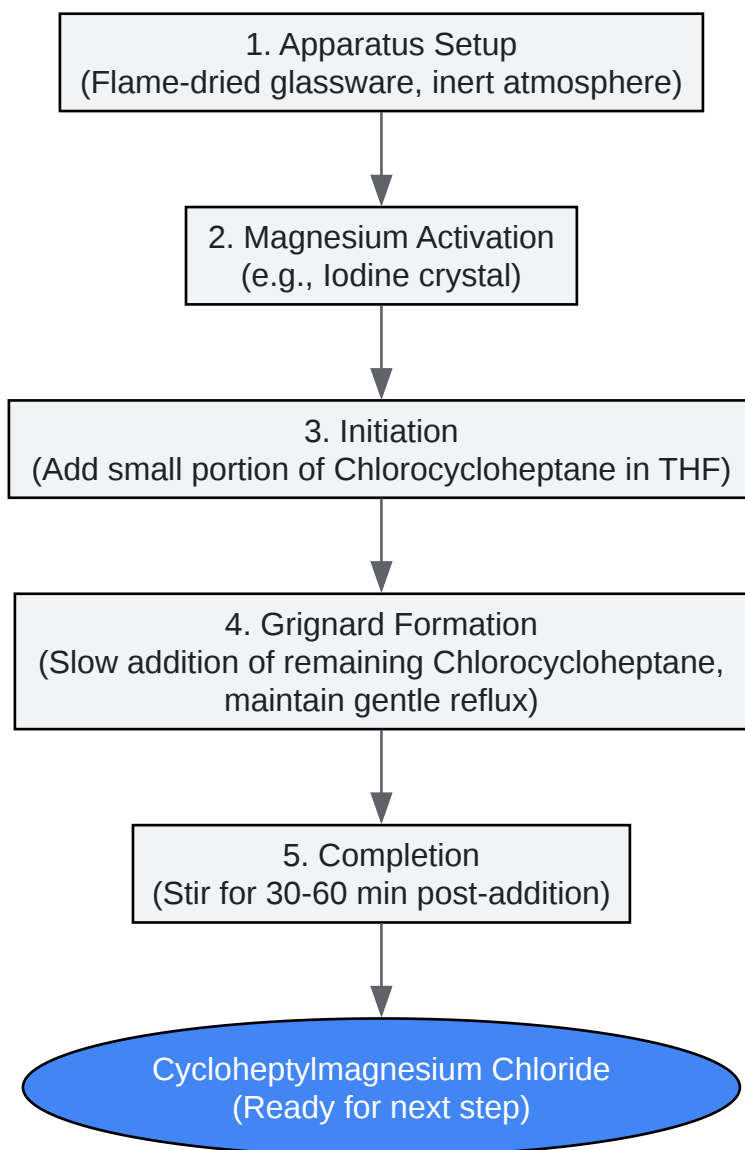 1. Apparatus Setup
(Flame-dried glassware, inert atmosphere)
2. Magnesium Activation
(e.g., Iodine crystal)
3. Initiation
(Add small portion of Chlorocycloheptane in THF)
4. Grignard Formation
(Slow addition of remaining Chlorocycloheptane,
maintain gentle reflux)
5. Completion
(Stir for 30-60 min post-addition)
Cycloheptylmagnesium Chloride
(Ready for next step)